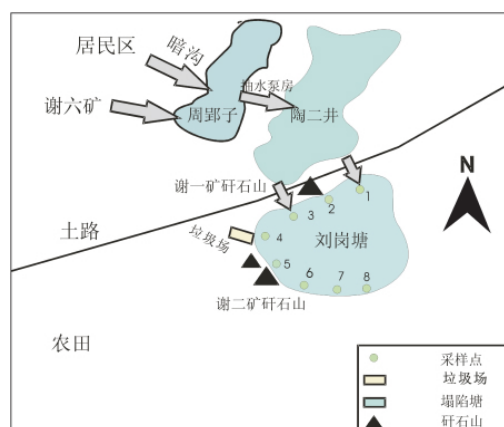 居民区
暗沟
抽水泵房
谢六矿
周郢子
陶二井
谢一矿矸石山
N
1
2
3
土路
垃圾场
4
刘岗塘
5
6
7
8
谢二矿矸石山
农田
采样点
垃圾场
塌陷塘
矸石山